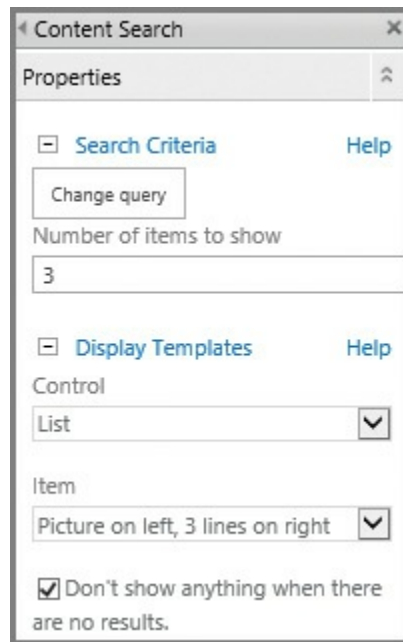 Content Search
Properties
Search Criteria Help
Change query
Number of items to show
3
Display Templates Help
Control
List
Item
Picture on left, 3 lines on right
Don't show anything when there
are no results.